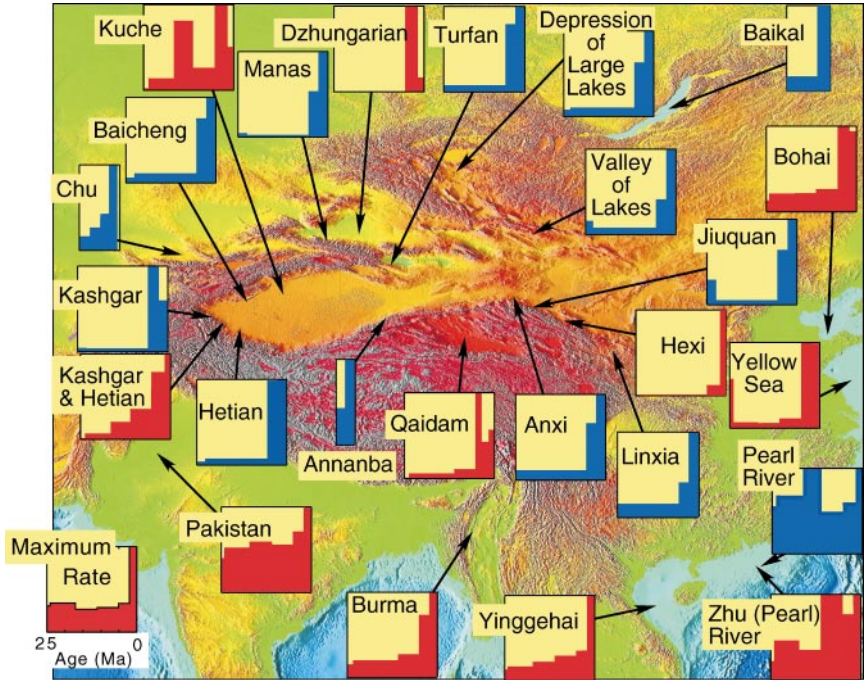 Kuche
Dzhungarian
Turfan
Depression
of
Large
Lakes
Baikal
Manas
Baicheng
Bohai
Chu
Valley
of
Lakes
Jiuquan
Kashgar
Hexi
Kashgar
& Hetian
Yellow
Sea
Hetian
Annanba
Qaidam
Anxi
Linxia
Pearl
River
Pakistan
Maximum
Rate
Burma
Yinggehai
Zhu (Pearl)
River
25 0
Age (Ma)